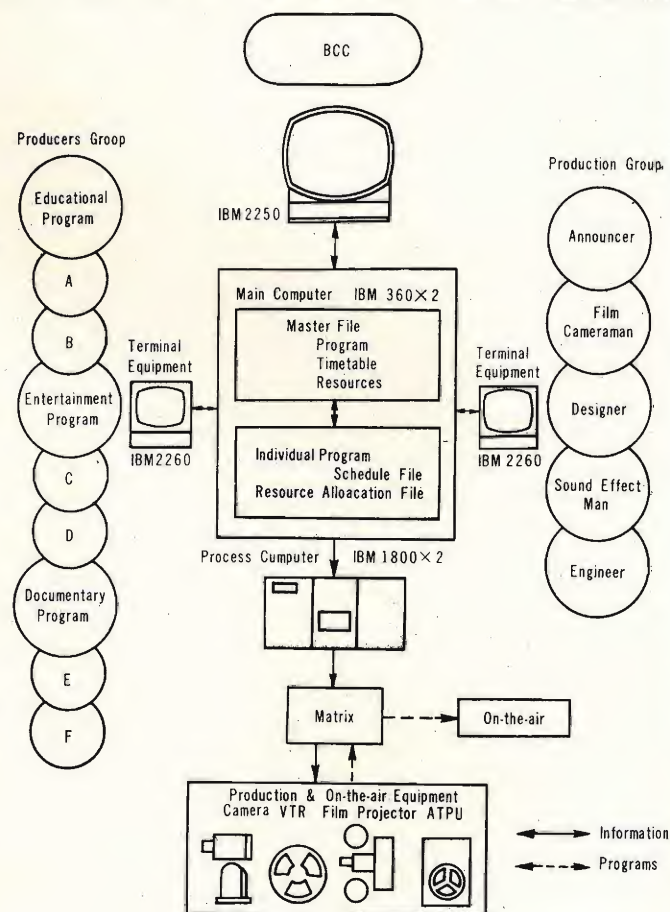 BCC
Producers Groop
Educational
Program
A
B
Entertainment
Program
C
D
Documentary
Program
E
F
IBM 2250
Terminal
Equipment
IBM2260
Main Computer IBM 360×2
Master File
Program
Timetable
Resources
Individual Program
Schedule File
Resource Alloacation File
Terminal
Equipment
IBM 2260
Production Group
Announcer
Film
Cameraman
Designer
Sound Effect
Man
Engineer
Process Cumputer IBM 1800×2
Matrix
On-the-air
Production & On-the-air Equipment
Camera VTR Film Projector ATPU
Information
Programs